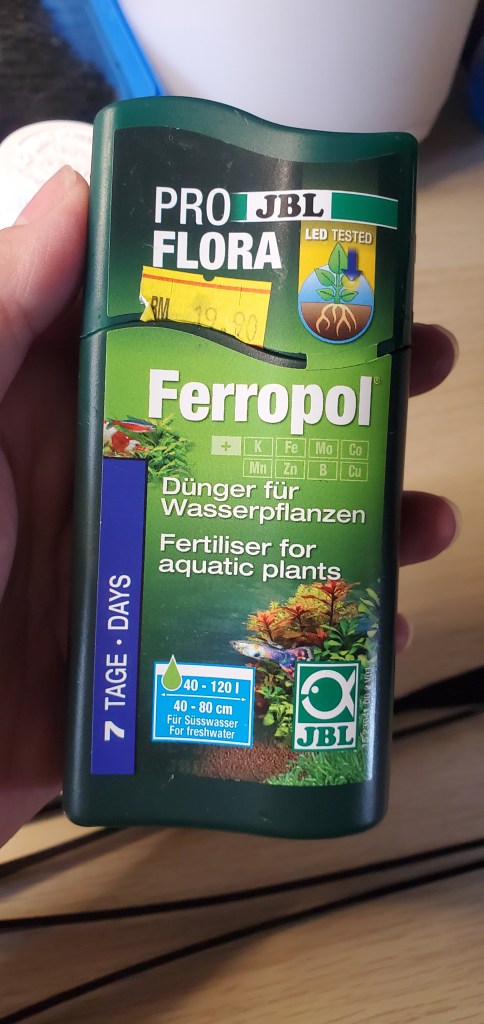 PRO JBL
FLORA
LED TESTED
RM 19.90
Ferropol®
+ K Fe Mo Co
Mn Zn B Cu
Dünger für
Wasserpflanzen
Fertiliser for
aquatic plants
7 TAGE · DAYS
40 - 120 l
40 - 80 cm
Für Süsswasser
For freshwater
JBL